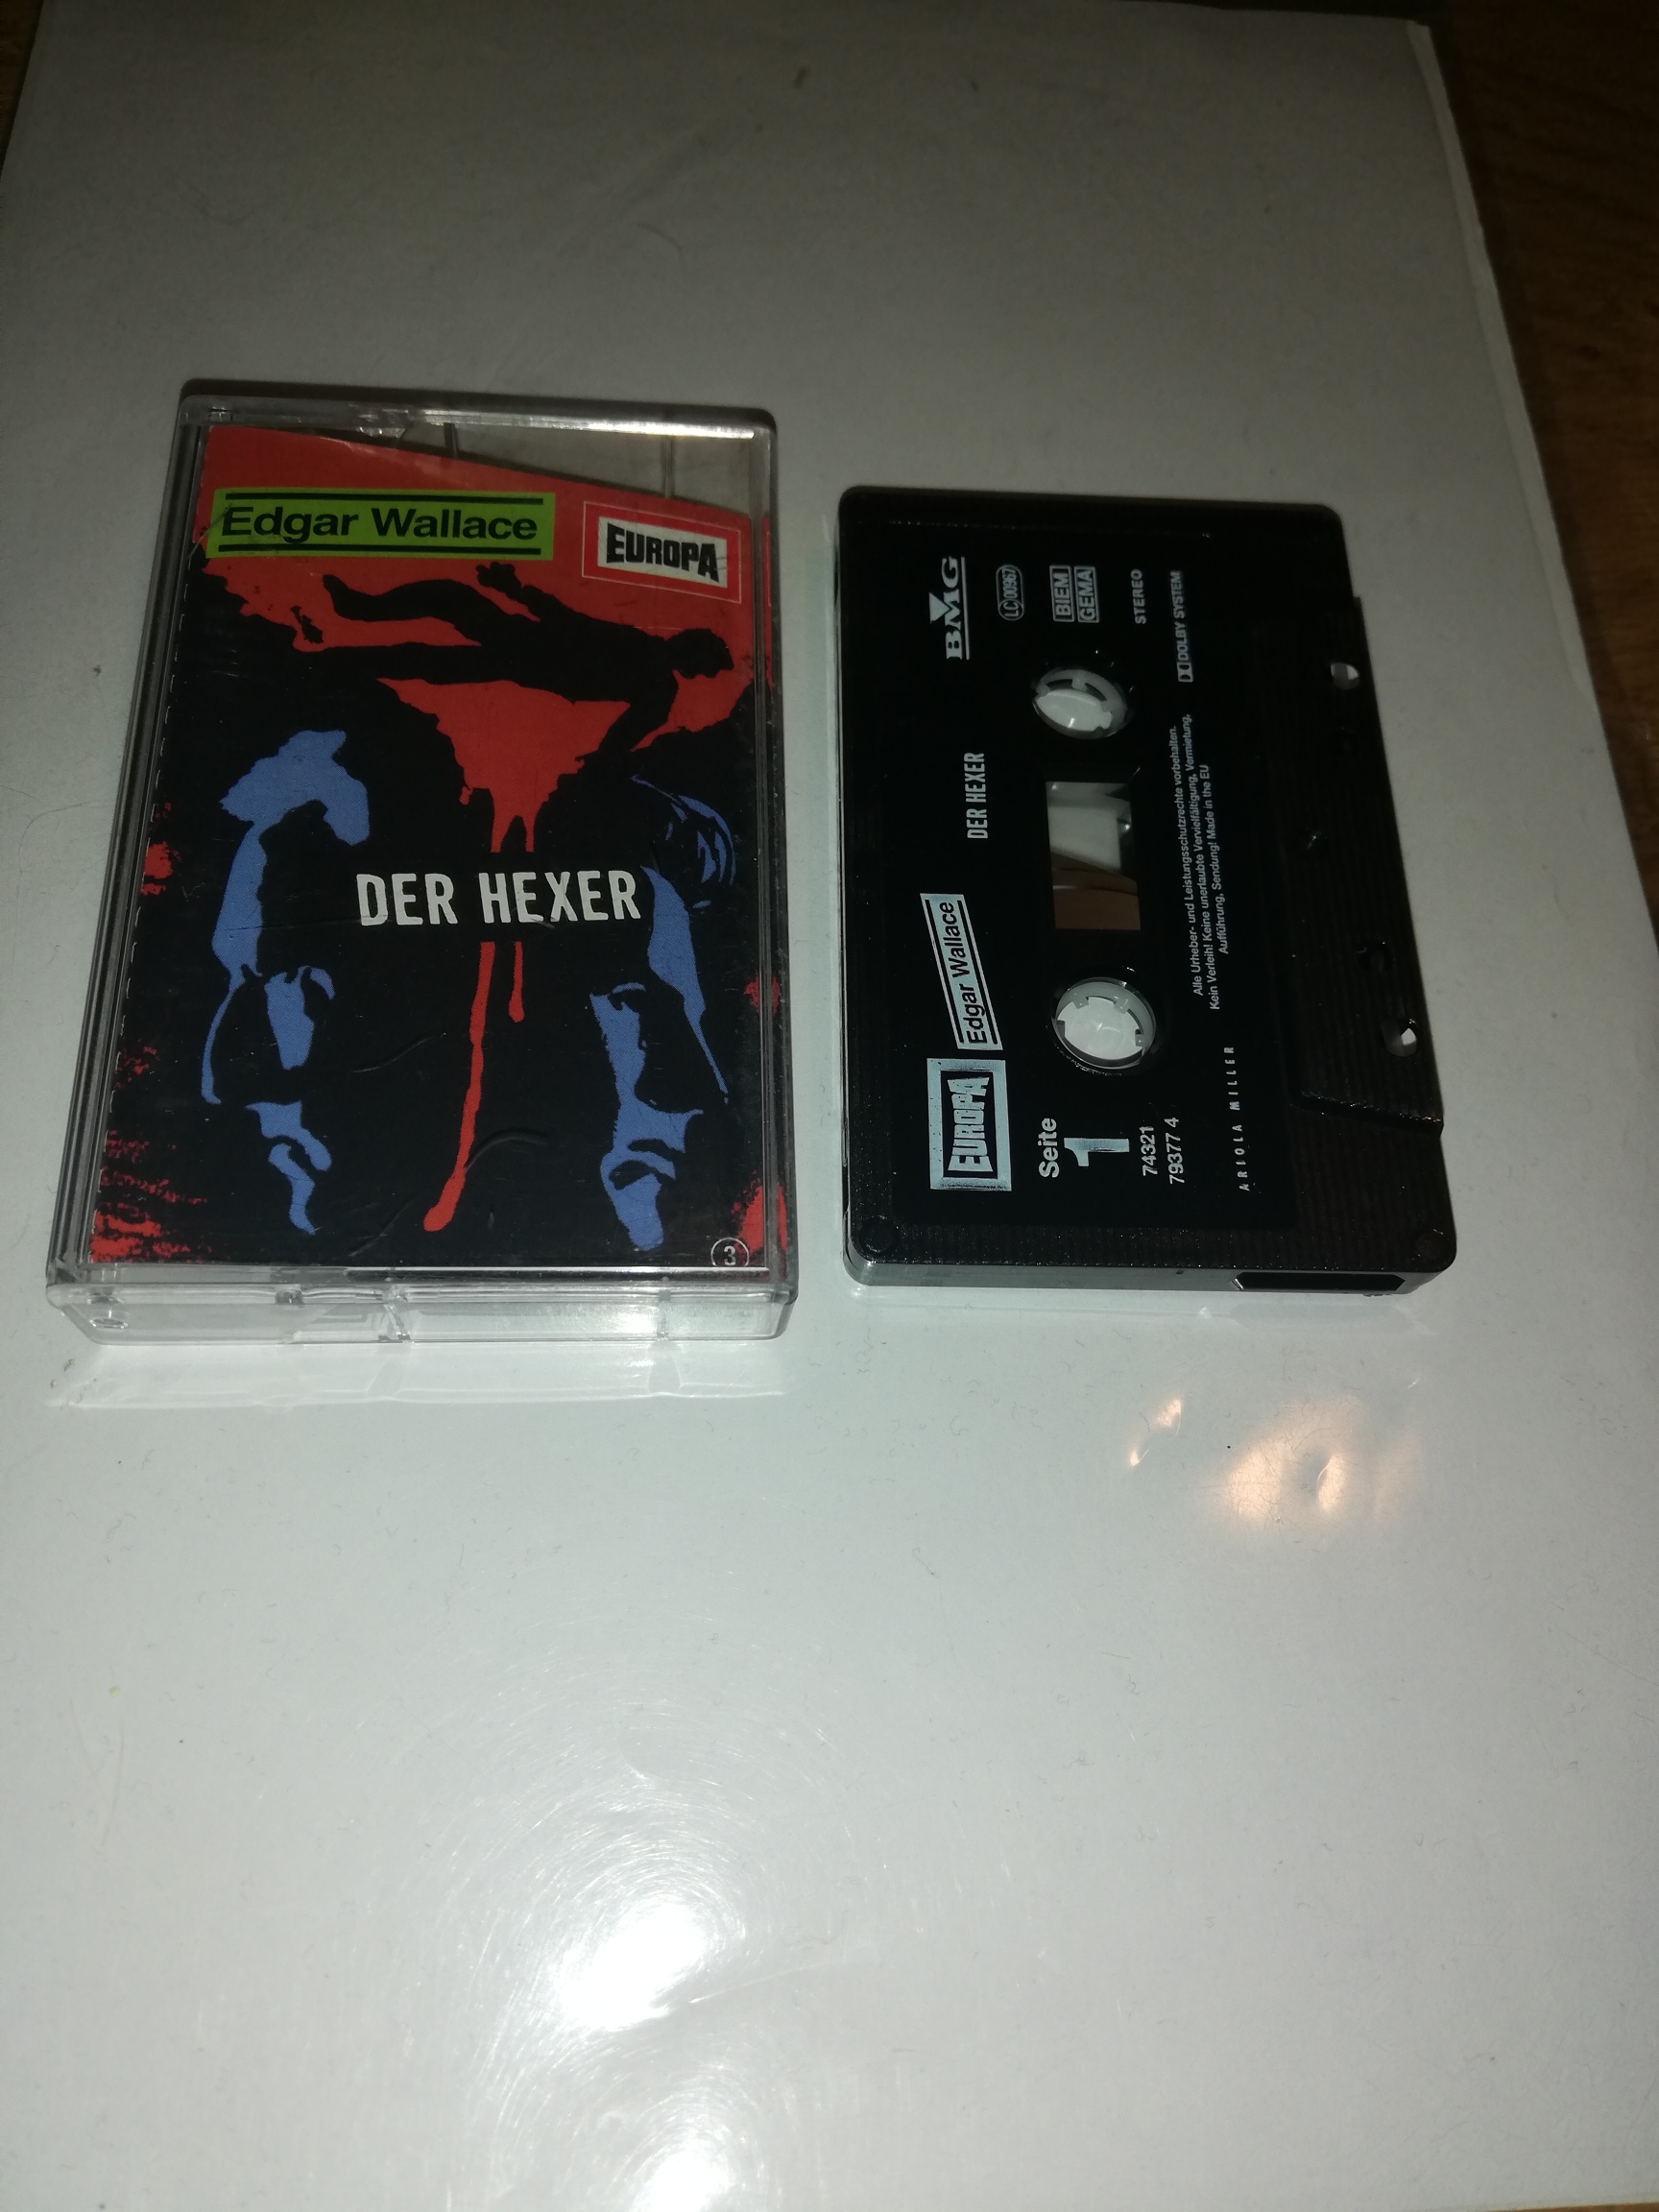 Edgar Wallace
EUROPA
DER HEXER
3
EUROPA
Edgar Wallace
DER HEXER
BMG
LC 00967
BIEM
GEMA
STEREO
DOLBY SYSTEM
Seite
1
74321
79377 4
Alle Urheber- und Leistungsschutzrechte vorbehalten.
Kein Verleih! Keine unerlaubte Vervielfältigung, Vermietung,
Aufführung, Sendung! Made in the EU
ARIOLA MILLER